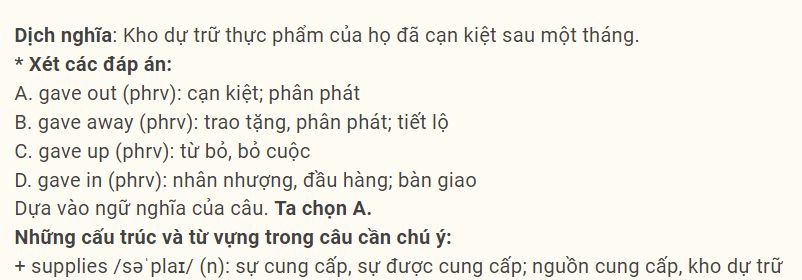 Dịch nghĩa: Kho dự trữ thực phẩm của họ đã cạn kiệt sau một tháng.
* Xét các đáp án:
A. gave out (phrv): cạn kiệt; phân phát
B. gave away (phrv): trao tặng, phân phát; tiết lộ
C. gave up (phrv): từ bỏ, bỏ cuộc
D. gave in (phrv): nhân nhượng, đầu hàng; bàn giao
Dựa vào ngữ nghĩa của câu. Ta chọn A.
Những cấu trúc và từ vựng trong câu cần chú ý:
+ supplies /səˈplaɪ/ (n): sự cung cấp, sự được cung cấp; nguồn cung cấp, kho dự trữ